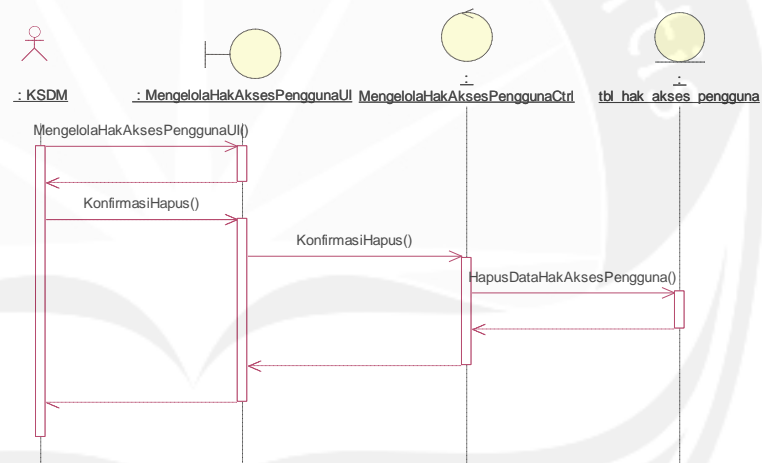 : KSDM
: MengelolaHakAksesPenggunaUI
:
MengelolaHakAksesPenggunaCtrl
:
tbl_hak_akses_pengguna
MengelolaHakAksesPenggunaUI()
KonfirmasiHapus()
KonfirmasiHapus()
HapusDataHakAksesPengguna()